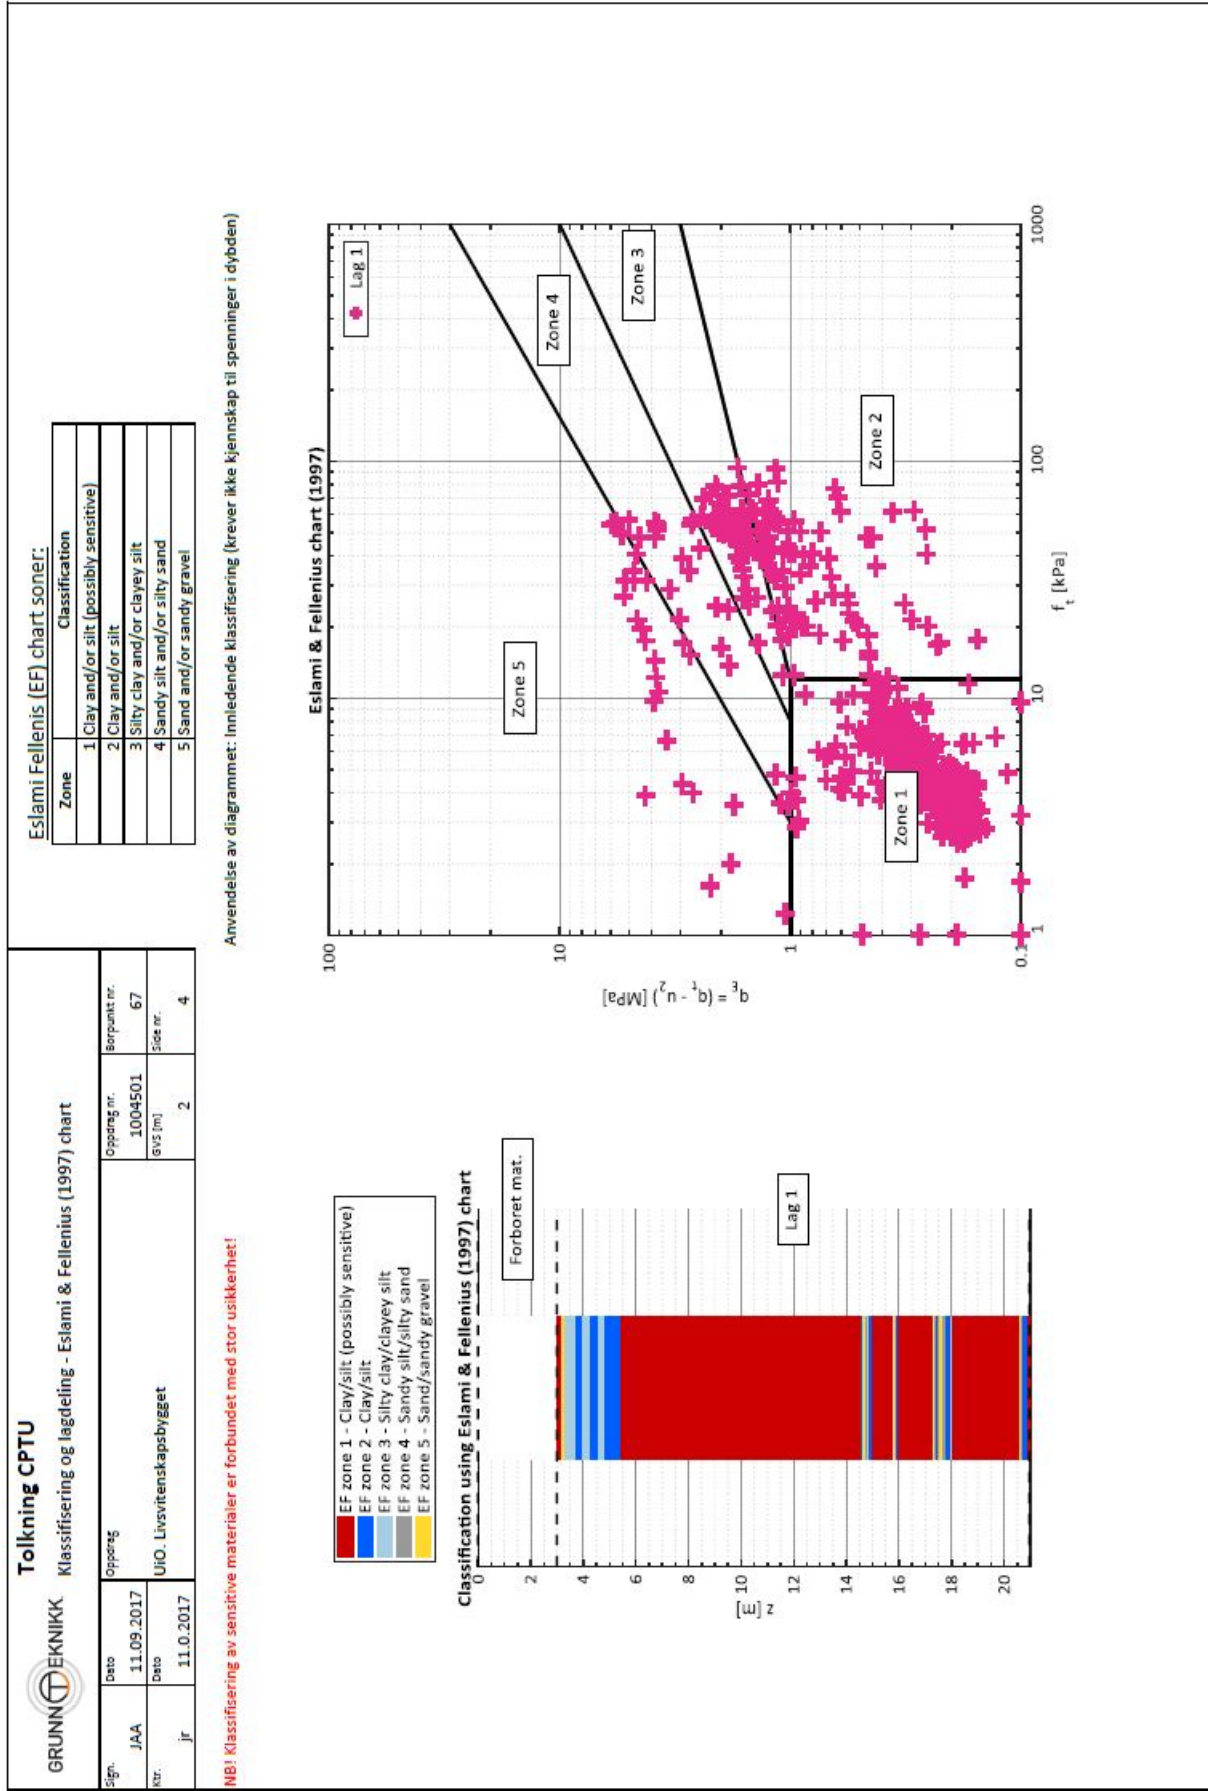 GRUNNTEKNIKK
Tolkning CPTU
Klassifisering og lagdeling - Eslami & Fellenius (1997) chart
Sign. Dato Oppdrag Oppdrag nr. Borpunkt nr.
JAA 11.09.2017 1004501 67
Ktr. Dato UiO. Livsvitenskapsbygget GVS [m] Side nr.
jr 11.0.2017 2 4
Eslami Fellenis (EF) chart soner:
Zone Classification
1 Clay and/or silt (possibly sensitive)
2 Clay and/or silt
3 Silty clay and/or clayey silt
4 Sandy silt and/or silty sand
5 Sand and/or sandy gravel
NB! Klassifisering av sensitive materialer er forbundet med stor usikkerhet!
Anvendelse av diagrammet: Innledende klassifisering (krever ikke kjennskap til spenninger i dybden)
EF zone 1 - Clay/silt (possibly sensitive)
EF zone 2 - Clay/silt
EF zone 3 - Silty clay/clayey silt
EF zone 4 - Sandy silt/silty sand
EF zone 5 - Sand/sandy gravel
Classification using Eslami & Fellenius (1997) chart
0
2
4
6
8
10
12
14
16
18
20
z [m]
Forboret mat.
Lag 1
Eslami & Fellenius chart (1997)
Lag 1
100
10
1
0.1
qE = (qt - u2) [MPa]
Zone 5
Zone 4
Zone 3
Zone 2
Zone 1
1 10 100 1000
ft [kPa]